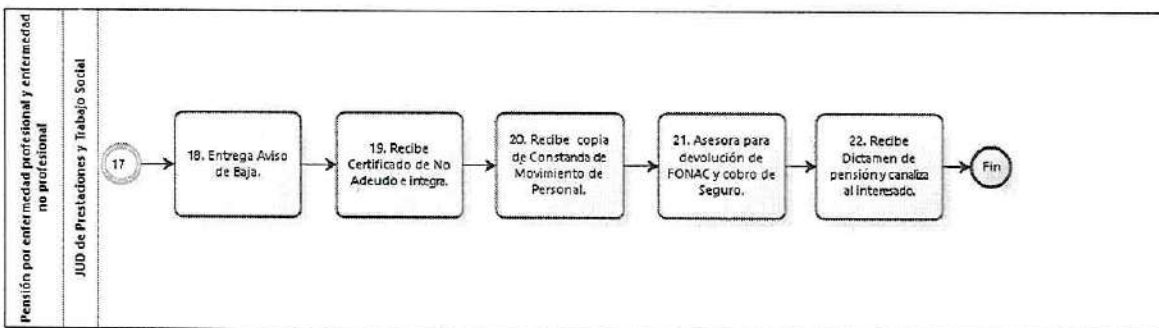 Pensión por enfermedad profesional y enfermedad
no profesional
JUD de Prestaciones y Trabajo Social
17
18. Entrega Aviso
de Baja.
19. Recibe
Certificado de No
Adeudo e integra.
20. Recibe copia
de Constancia de
Movimiento de
Personal.
21. Asesora para
devolución de
FONAC y cobro de
Seguro.
22. Recibe
Dictamen de
pensión y canaliza
al interesado.
Fin